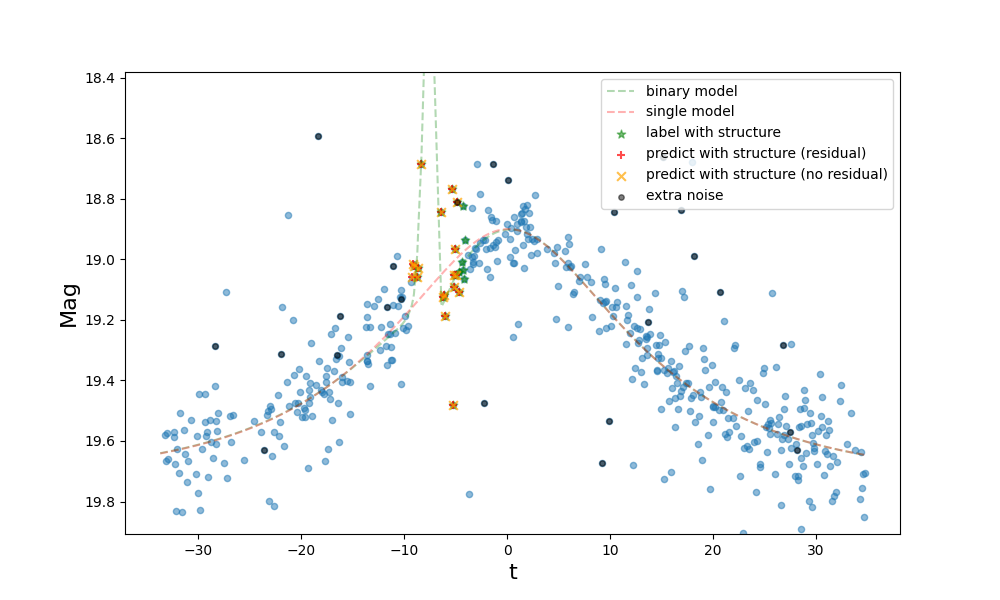 18.4
18.6
18.8
19.0
19.2
19.4
19.6
19.8
Mag
−30
−20
−10
0
10
20
30
t
binary model
single model
label with structure
predict with structure (residual)
predict with structure (no residual)
extra noise